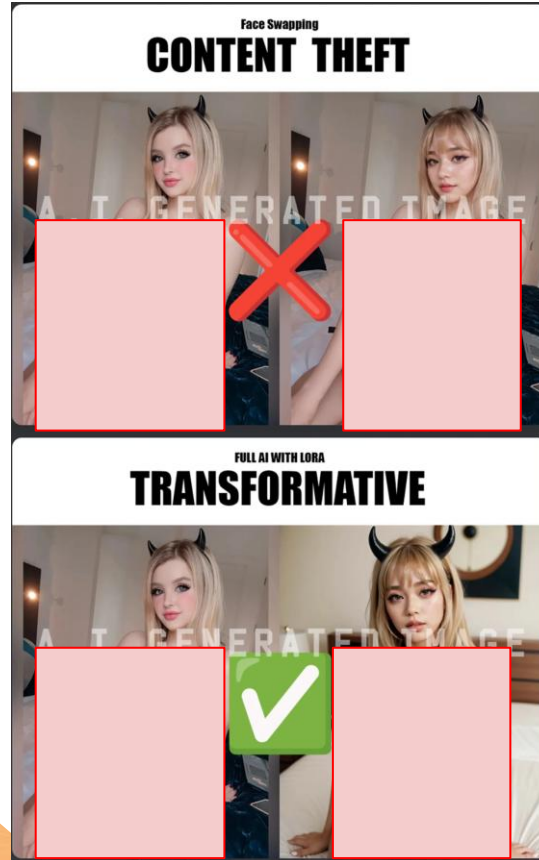 Face Swapping
CONTENT THEFT
A.I. GENERATED IMAGE
FULL AI WITH LORA
TRANSFORMATIVE
A.I. GENERATED IMAGE